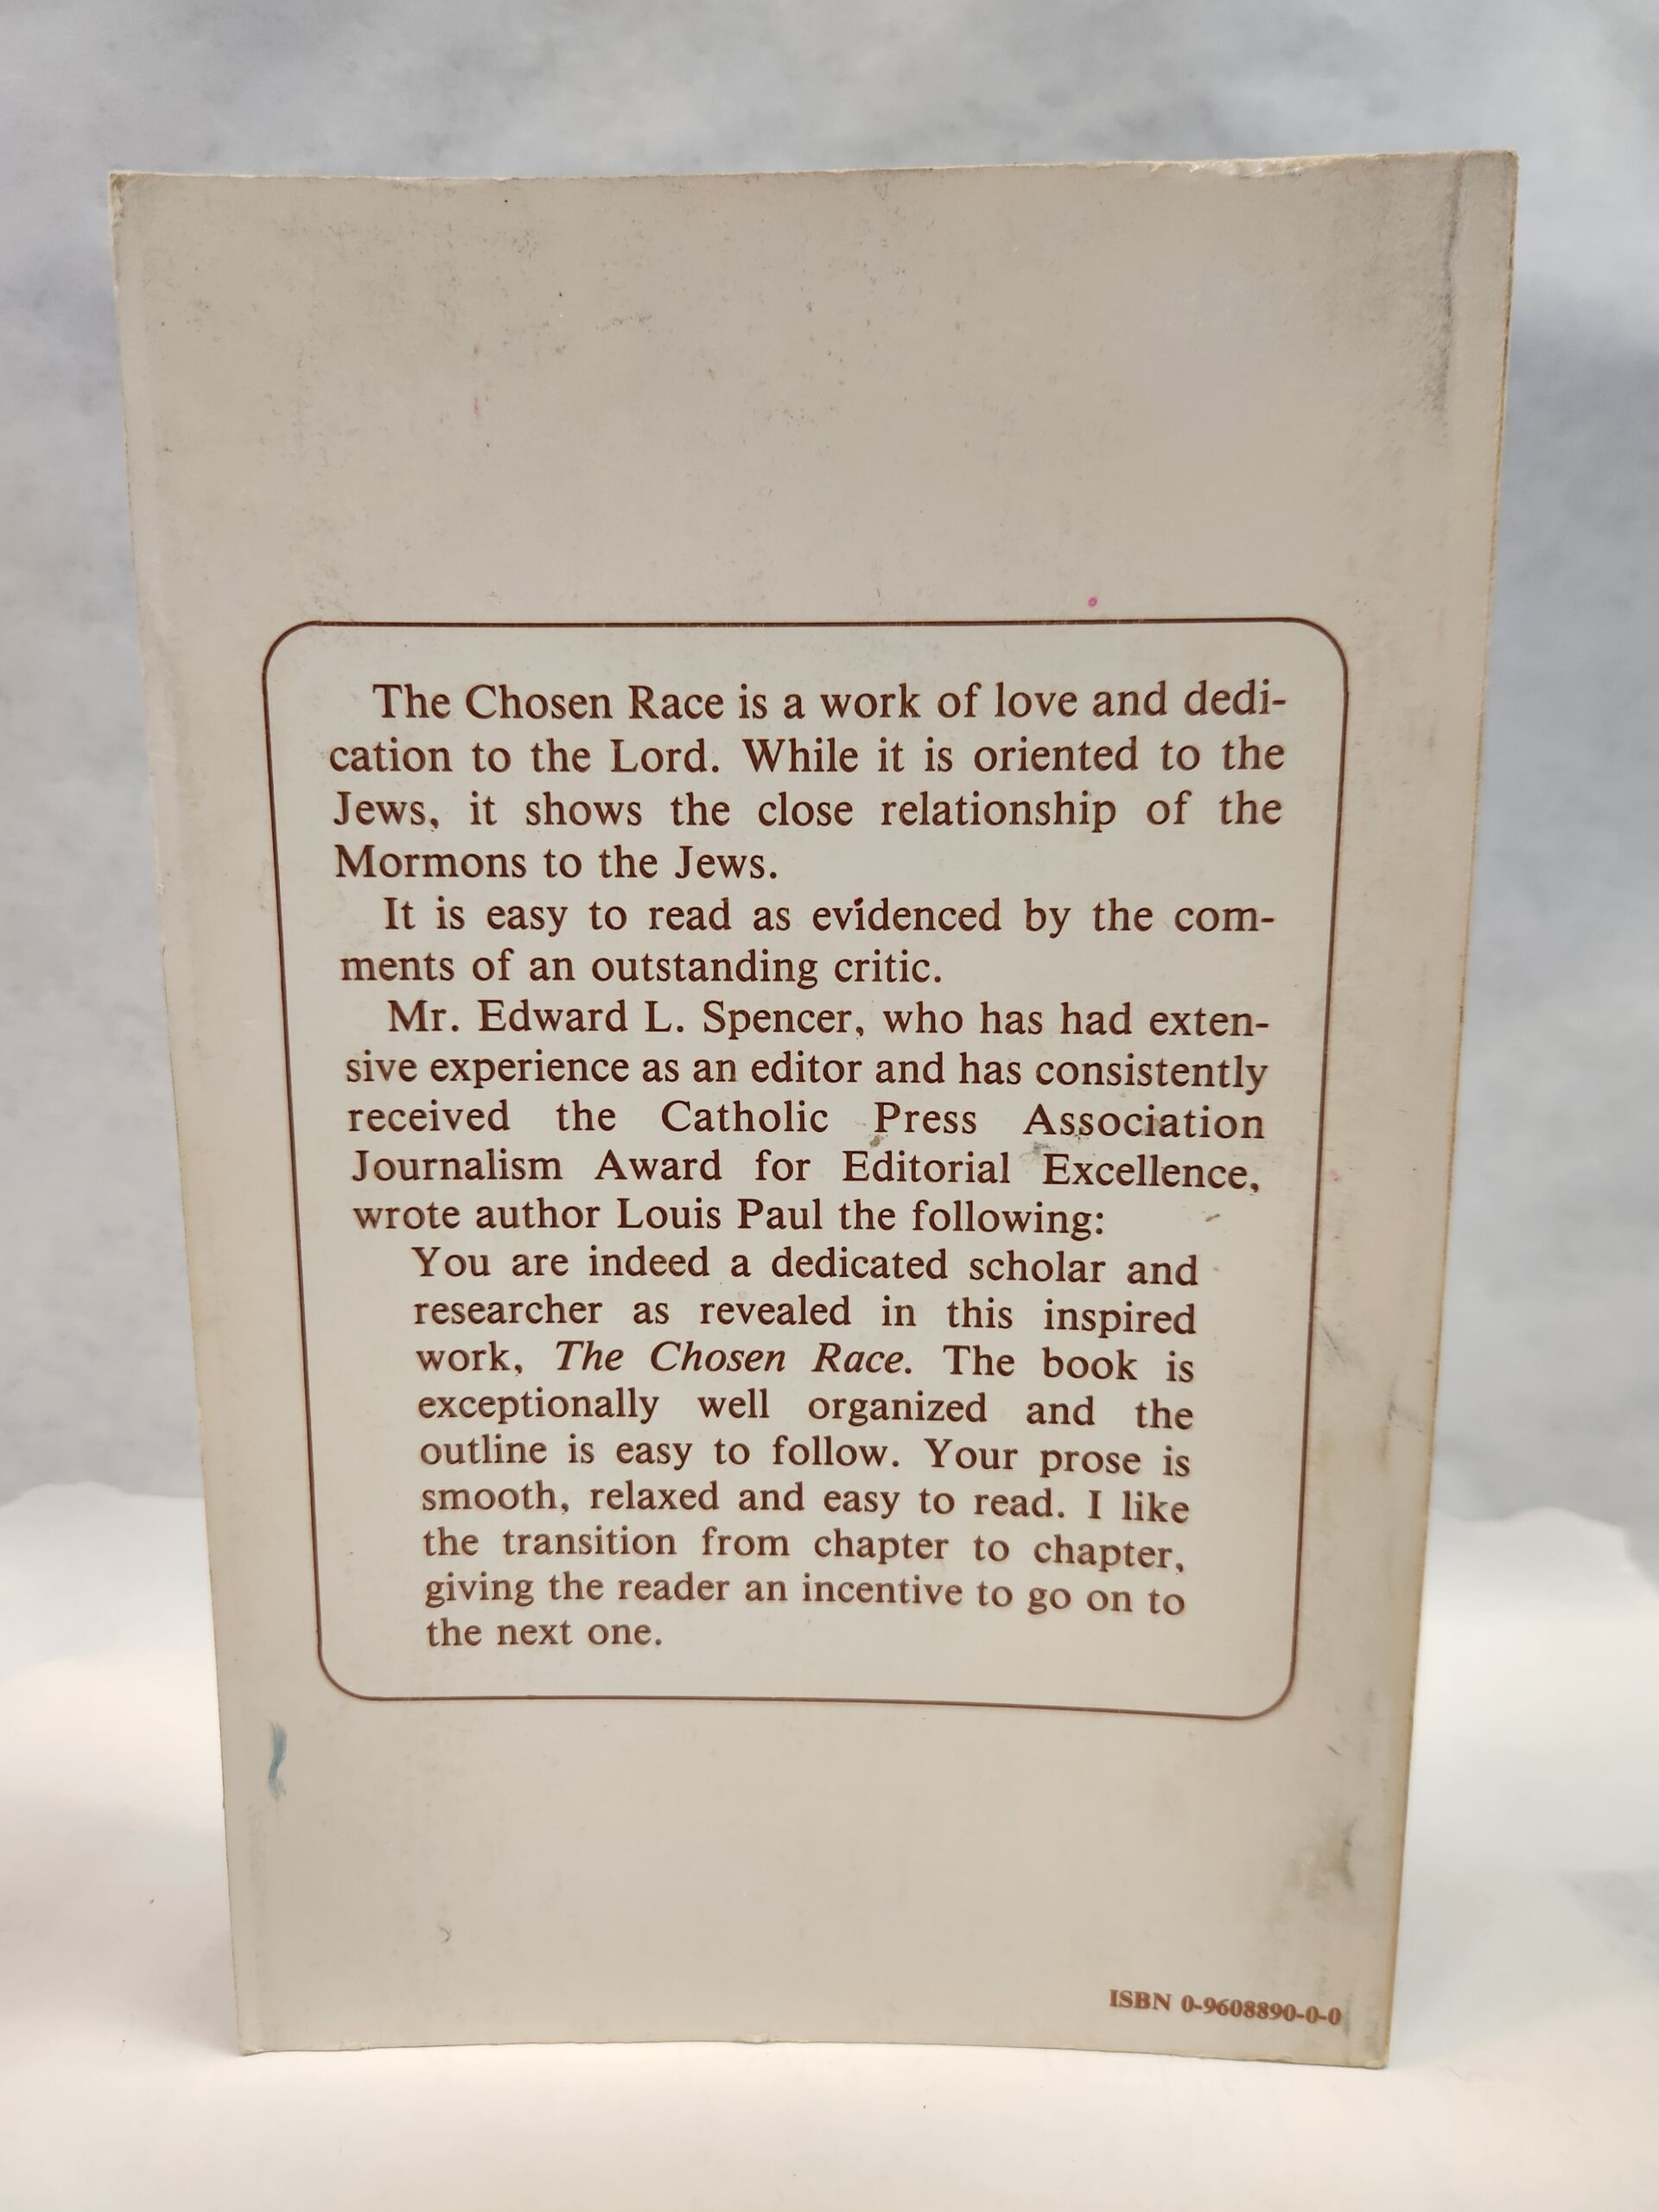 The Chosen Race is a work of love and dedi-
cation to the Lord. While it is oriented to the
Jews, it shows the close relationship of the
Mormons to the Jews.
It is easy to read as evidenced by the com-
ments of an outstanding critic.
Mr. Edward L. Spencer, who has had exten-
sive experience as an editor and has consistently
received the Catholic Press Association
Journalism Award for Editorial Excellence,
wrote author Louis Paul the following:
You are indeed a dedicated scholar and
researcher as revealed in this inspired
work, The Chosen Race. The book is
exceptionally well organized and the
outline is easy to follow. Your prose is
smooth, relaxed and easy to read. I like
the transition from chapter to chapter,
giving the reader an incentive to go on to
the next one.
ISBN 0-9608890-0-0